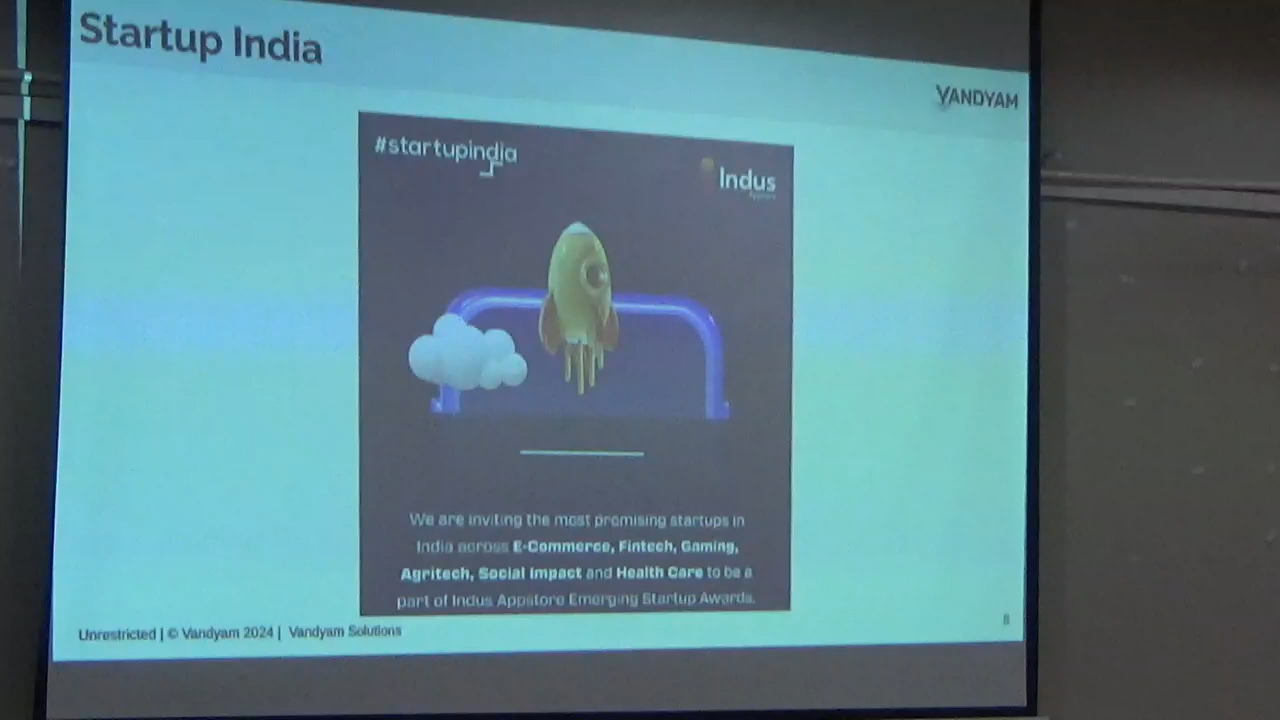 Startup India
VANDYAM
#startupindia
Indus
Appstore
We are inviting the most promising startups in
India across E-Commerce, Fintech, Gaming,
Agritech, Social Impact and Health Care to be a
part of Indus Appstore Emerging Startup Awards.
Unrestricted | © Vandyam 2024 | Vandyam Solutions